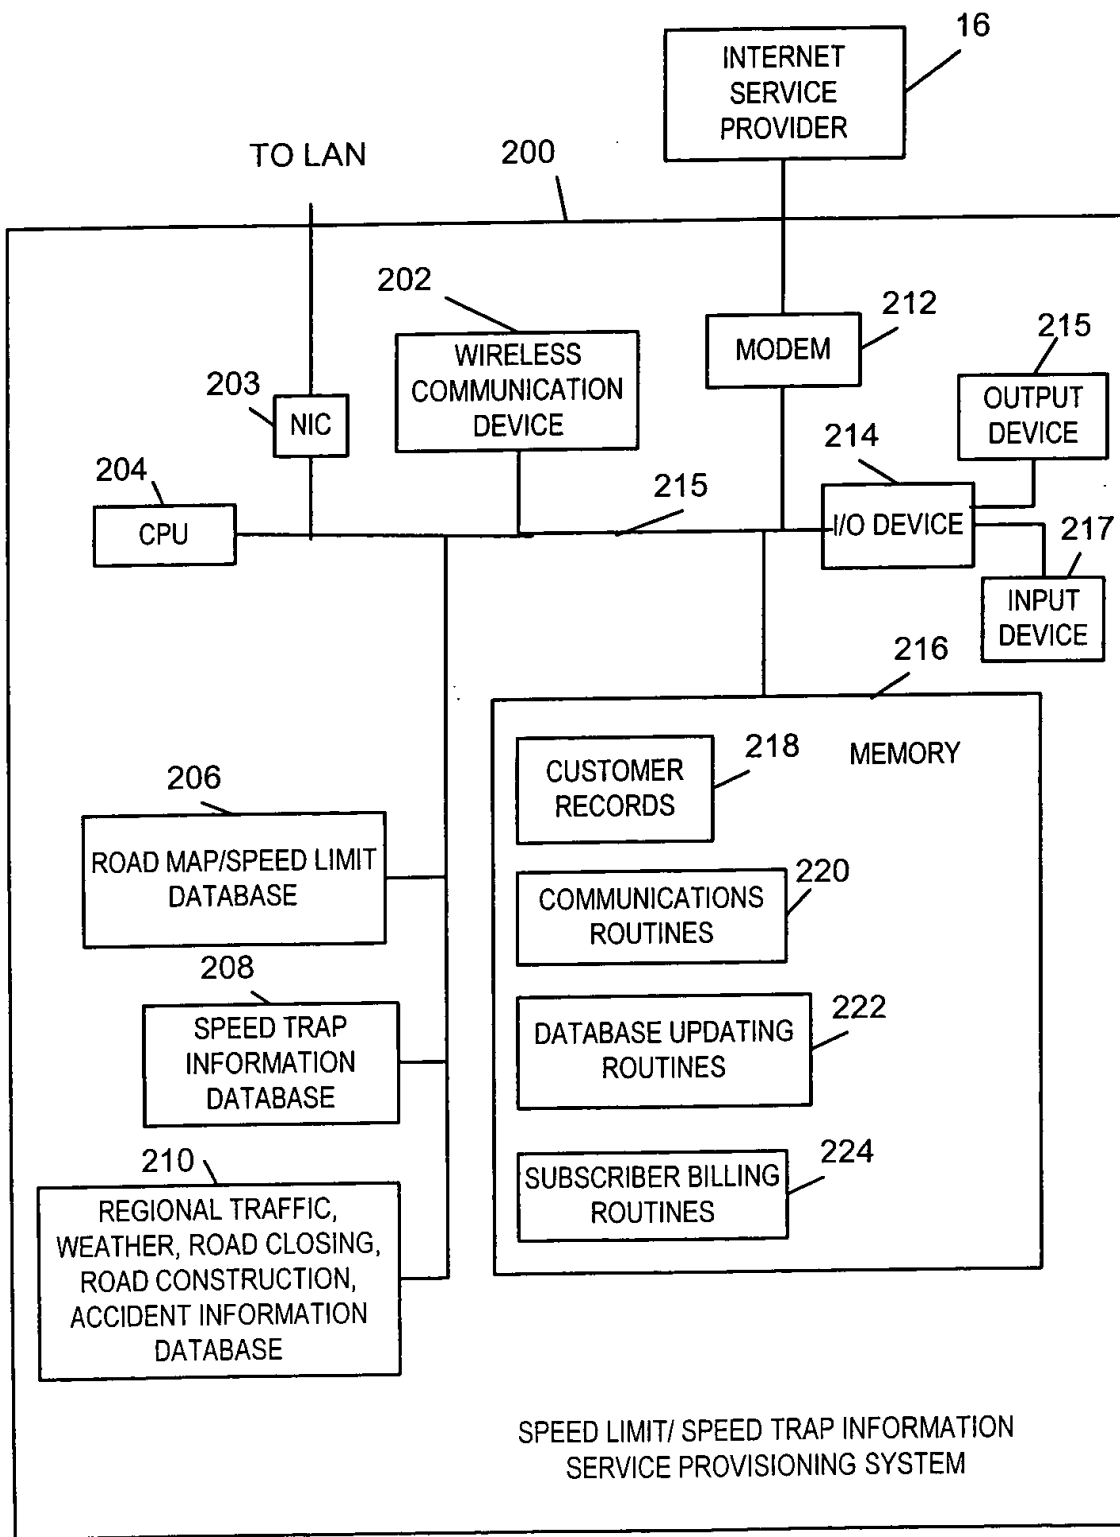 16
INTERNET
SERVICE
PROVIDER
TO LAN
200
202
WIRELESS
COMMUNICATION
DEVICE
212
MODEM
215
OUTPUT
DEVICE
203
NIC
214
I/O DEVICE
204
CPU
215
217
INPUT
DEVICE
216
MEMORY
218
CUSTOMER
RECORDS
206
ROAD MAP/SPEED LIMIT
DATABASE
220
COMMUNICATIONS
ROUTINES
208
SPEED TRAP
INFORMATION
DATABASE
222
DATABASE UPDATING
ROUTINES
210
REGIONAL TRAFFIC,
WEATHER, ROAD CLOSING,
ROAD CONSTRUCTION,
ACCIDENT INFORMATION
DATABASE
224
SUBSCRIBER BILLING
ROUTINES
SPEED LIMIT/ SPEED TRAP INFORMATION
SERVICE PROVISIONING SYSTEM